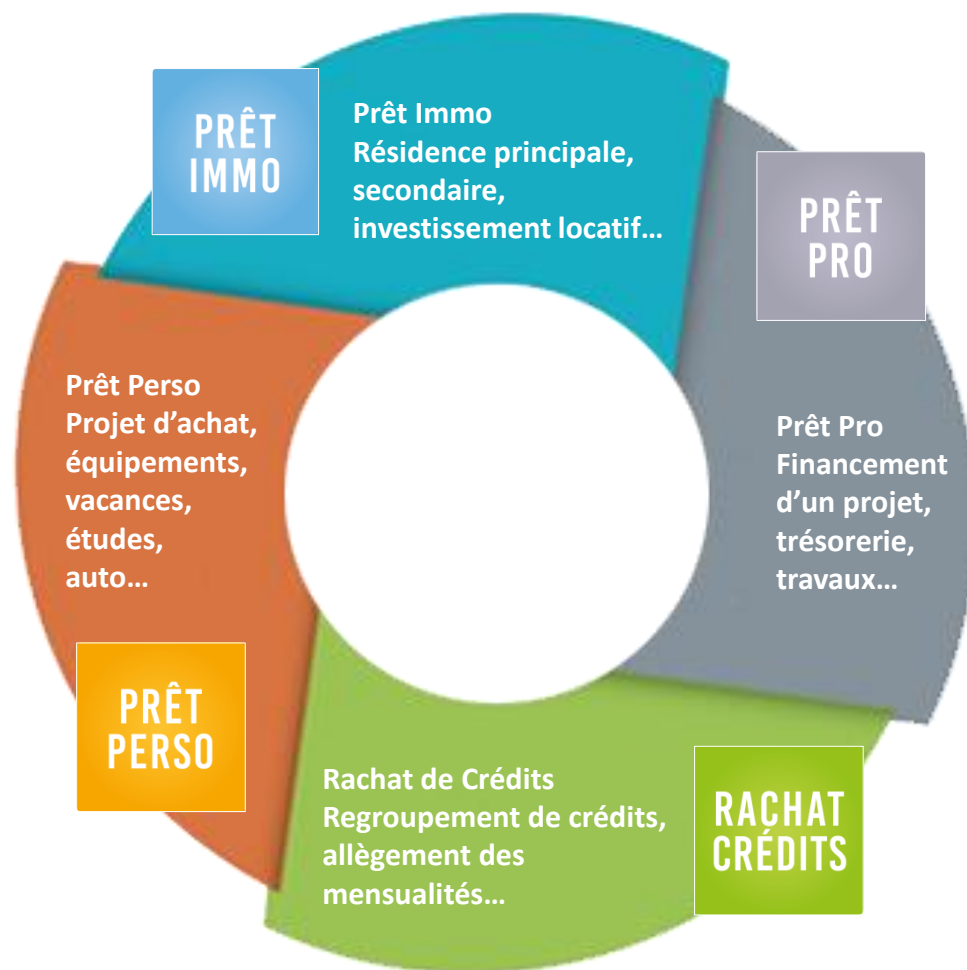 PRÊT
IMMO
Prêt Immo
Résidence principale,
secondaire,
investissement locatif…
PRÊT
PRO
Prêt Pro
Financement
d’un projet,
trésorerie,
travaux…
Prêt Perso
Projet d’achat,
équipements,
vacances,
études,
auto…
PRÊT
PERSO
Rachat de Crédits
Regroupement de crédits,
allègement des
mensualités…
RACHAT
CRÉDITS